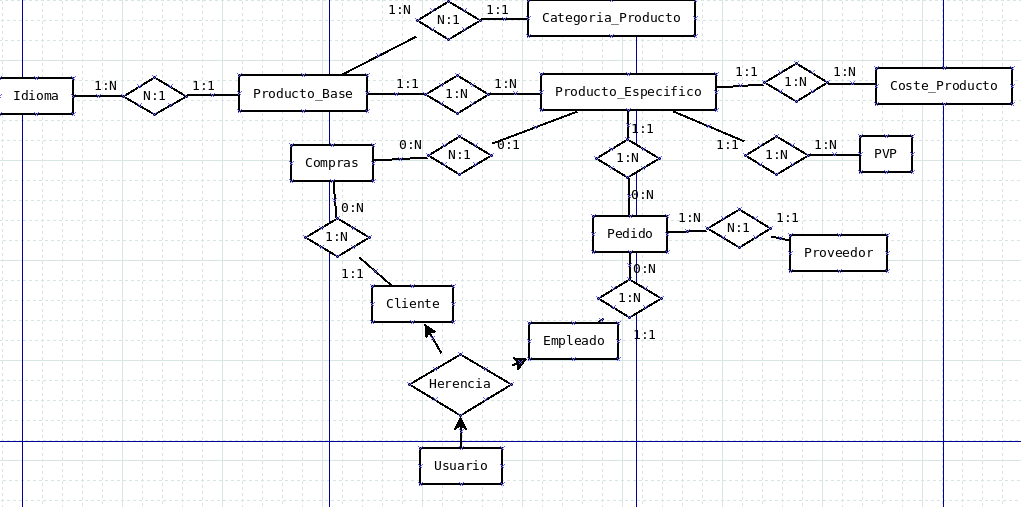 1:N N:1 1:1 Categoria_Producto
Idioma 1:N N:1 1:1 Producto_Base 1:1 1:N 1:N Producto_Especifico 1:1 1:N 1:N Coste_Producto
Compras 0:N N:1 0:1 1:1 1:N 1:1 1:N 1:N PVP
0:N
0:N
1:N
1:1
Pedido 1:N N:1 1:1 Proveedor
0:N
1:N
1:1
Cliente
Empleado
Herencia
Usuario